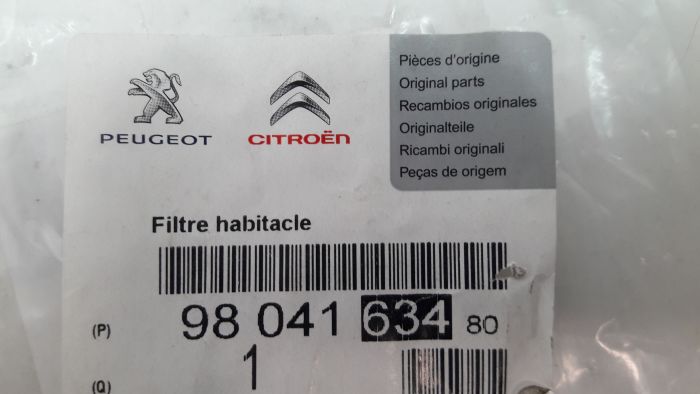 PEUGEOT
CITROËN
Pièces d'origine
Original parts
Recambios originales
Originalteile
Ricambi originali
Peças de origem
Filtre habitacle
(P) 98 041 634 80
(Q) 1